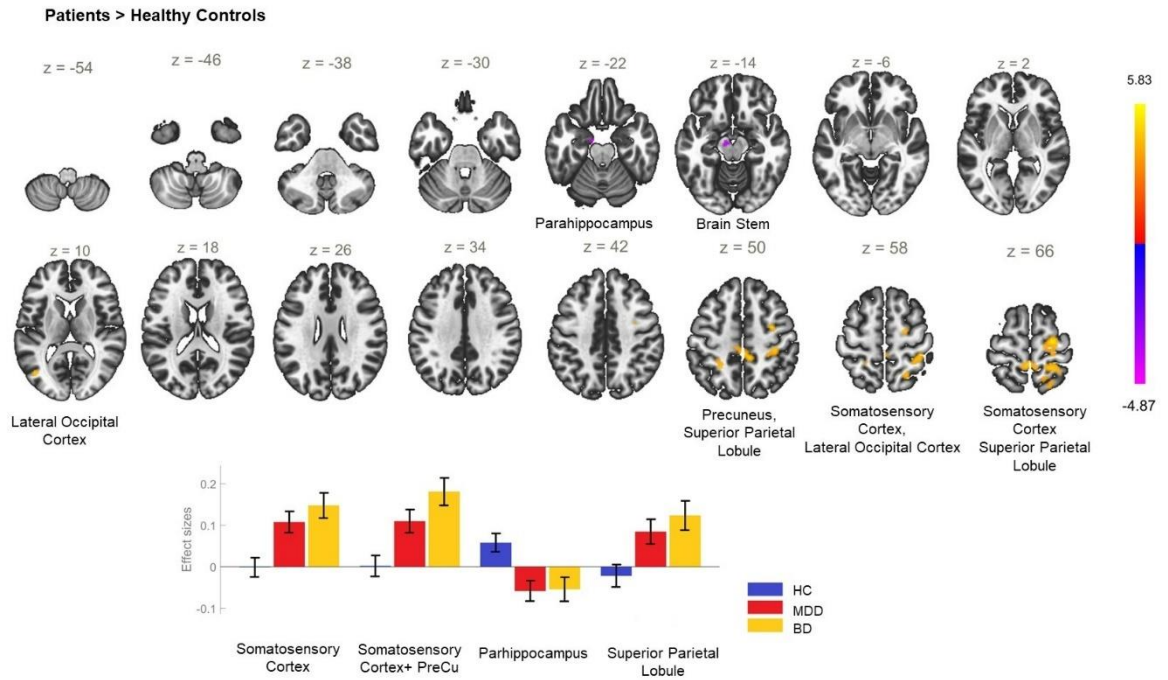 Patients > Healthy Controls
z = -54
z = -46
z = -38
z = -30
z = -22
z = -14
z = -6
z = 2
5.83
Parahippocampus
Brain Stem
z = 10
z = 18
z = 26
z = 34
z = 42
z = 50
z = 58
z = 66
-4.87
Lateral Occipital
Cortex
Precuneus,
Superior Parietal
Lobule
Somatosensory
Cortex,
Lateral Occipital Cortex
Somatosensory
Cortex
Superior Parietal
Lobule
Effect sizes
0.2
0.1
0
-0.1
HC
MDD
BD
Somatosensory
Cortex
Somatosensory
Cortex+ PreCu
Parhippocampus
Superior Parietal
Lobule